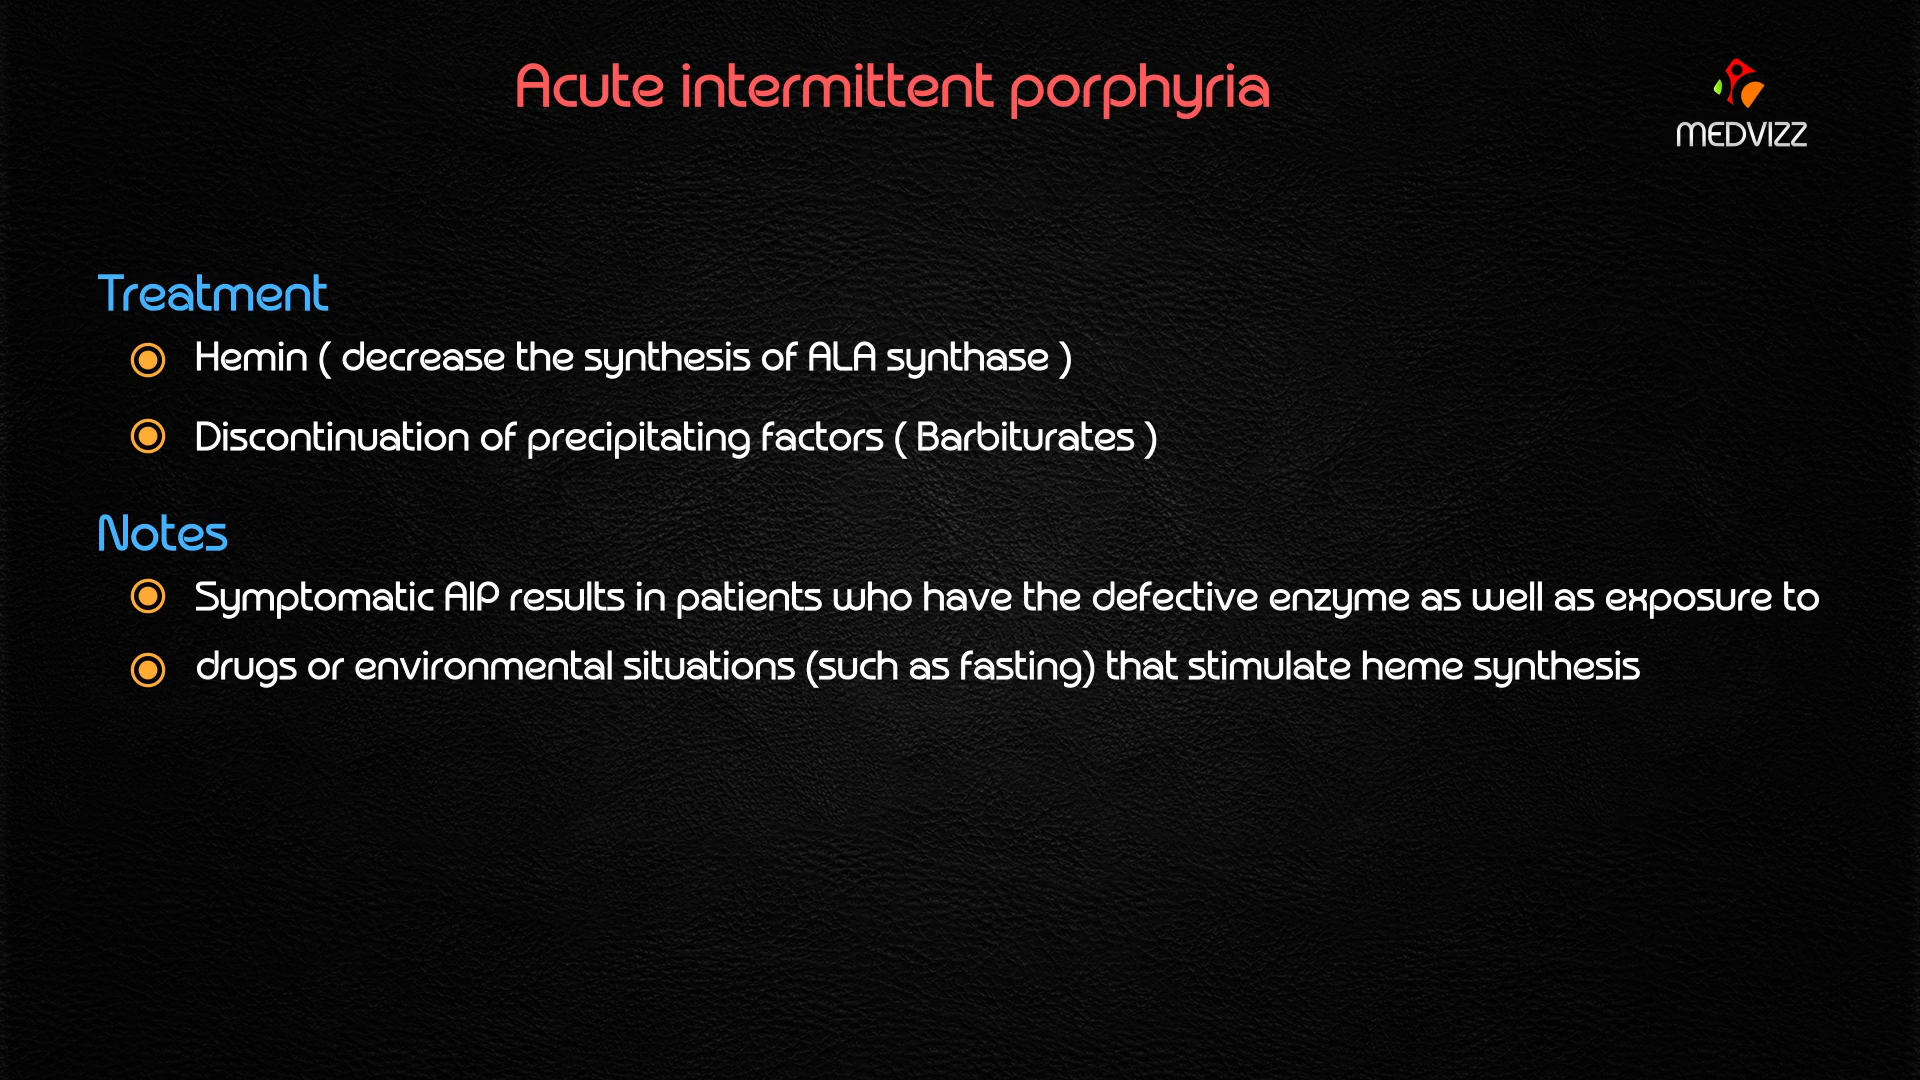 Acute intermittent porphyria
MEDVIZZ
Treatment
Hemin ( decrease the synthesis of ALA synthase )
Discontinuation of precipitating factors ( Barbiturates )
Notes
Symptomatic AIP results in patients who have the defective enzyme as well as exposure to
drugs or environmental situations (such as fasting) that stimulate heme synthesis